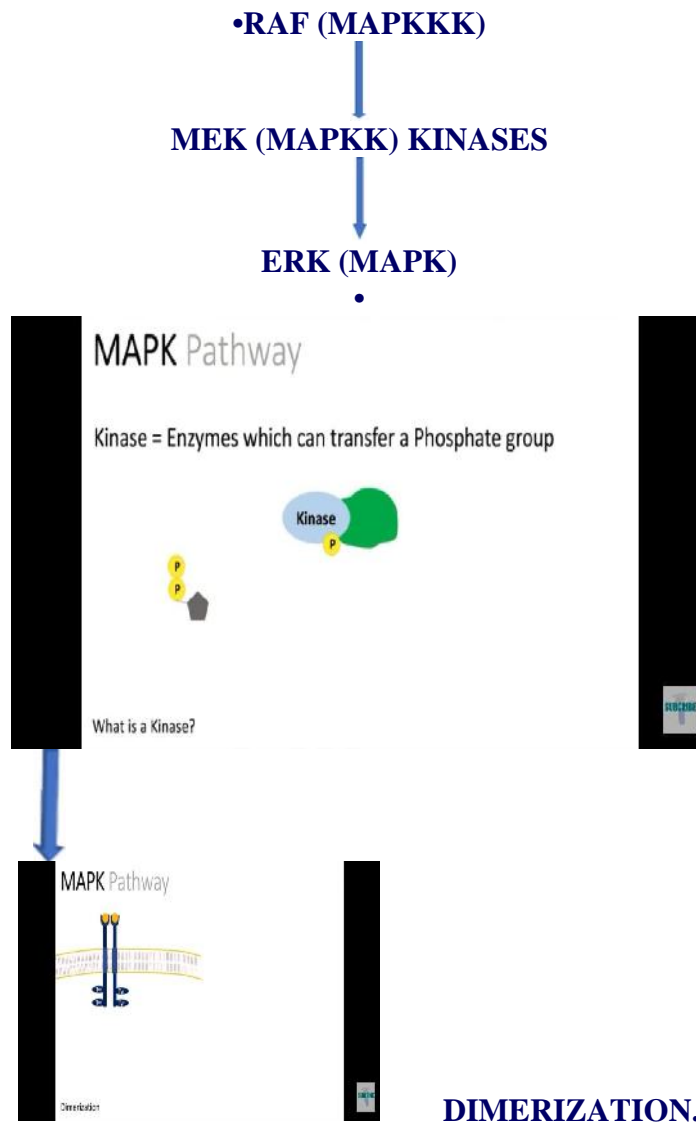 •RAF (MAPKKK)
MEK (MAPKK) KINASES
ERK (MAPK)
•
MAPK Pathway
Kinase = Enzymes which can transfer a Phosphate group
Kinase
P
P
P
What is a Kinase?
SUBSCRIBE
MAPK Pathway
Dimerization
DIMERIZATION.